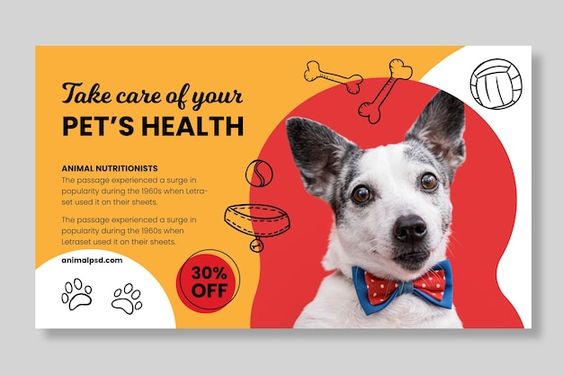 Take care of your
PET'S HEALTH
ANIMAL NUTRITIONISTS
The passage experienced a surge in
popularity during the 1960s when Letra-
set used it on their sheets.
The passage experienced a surge in
popularity during the 1960s when
Letraset used it on their sheets.
animalpsd.com
30%
OFF